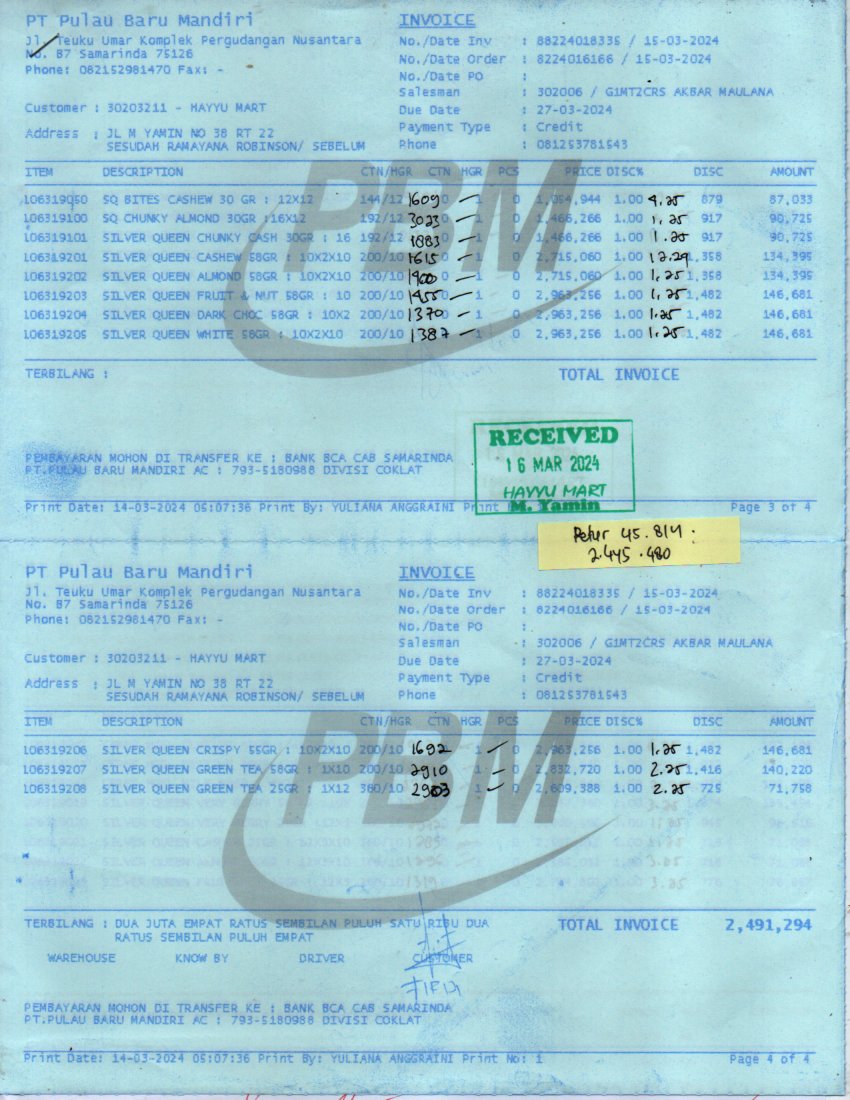 PT Pulau Baru Mandiri INVOICE
Jl. Teuku Umar Komplek Pergudangan Nusantara No./Date Inv : 88224018335 / 15-03-2024
No. B7 Samarinda 75126 No./Date Order : 8224016166 / 15-03-2024
Phone: 082152981470 Fax: - No./Date PO :
Salesman : 302006 / G1MT2CRS AKBAR MAULANA
Customer : 30203211 - HAYYU MART Due Date : 27-03-2024
Address : JL M YAMIN NO 38 RT 22 Payment Type : Credit
SESUDAH RAMAYANA ROBINSON/ SEBELUM Phone : 081253781543
ITEM DESCRIPTION CTN/HGR CTN HGR PCS PRICE DISC% DISC AMOUNT
L06319050 SQ BITES CASHEW 30 GR : 12X12 144/12 1609 0 1 0 944 1.00 4.25 879 87,033
L06319100 SQ CHUNKY ALMOND 30GR :16X12 192/12 3023 1 0 1,466,266 1.00 1.25 917 90,725
L06319101 SILVER QUEEN CHUNKY CASH 30GR : 16 192/12 1883 0 1 0 1,466,266 1.00 1.25 917 90,725
L06319201 SILVER QUEEN CASHEW 58GR : 10X2X10 200/10 1615 0 1 0 2,715,060 1.00 12.29 1,358 134,395
L06319202 SILVER QUEEN ALMOND 58GR : 10X2X10 200/10 1900 1 0 2,715,060 1.00 1.25 1,358 134,395
L06319203 SILVER QUEEN FRUIT & NUT 58GR : 10 200/10 1455 1 0 2,963,256 1.00 1.25 1,482 146,681
L06319204 SILVER QUEEN DARK CHOC 58GR : 10X2 200/10 1370 1 0 2,963,256 1.00 1.25 1,482 146,681
L06319205 SILVER QUEEN WHITE 58GR : 10X2X10 200/10 1387 1 0 2,963,256 1.00 1.25 1,482 146,681
PBM
TERBILANG : TOTAL INVOICE
RECEIVED
16 MAR 2024
HAYYU MART
M. Yamin
PEMBAYARAN MOHON DI TRANSFER KE : BANK BCA CAB SAMARINDA
PT.PULAU BARU MANDIRI AC : 793-5180988 DIVISI COKLAT
Print Date: 14-03-2024 05:07:36 Print By: YULIANA ANGGRAINI Page 3 of 4
Retur 45.814.
2.445.480
PT Pulau Baru Mandiri INVOICE
Jl. Teuku Umar Komplek Pergudangan Nusantara No./Date Inv : 88224018335 / 15-03-2024
No. B7 Samarinda 75126 No./Date Order : 8224016166 / 15-03-2024
Phone: 082152981470 Fax: - No./Date PO :
Salesman : 302006 / G1MT2CRS AKBAR MAULANA
Customer : 30203211 - HAYYU MART Due Date : 27-03-2024
Address : JL M YAMIN NO 38 RT 22 Payment Type : Credit
SESUDAH RAMAYANA ROBINSON/ SEBELUM Phone : 081253781543
ITEM DESCRIPTION CTN/HGR CTN HGR PCS PRICE DISC% DISC AMOUNT
L06319206 SILVER QUEEN CRISPY 55GR : 10X2X10 200/10 1692 0 2,963,256 1.00 1.25 1,482 146,681
L06319207 SILVER QUEEN GREEN TEA 58GR : 1X10 200/10 2910 1 0 2,832,720 1.00 2.25 1,416 140,220
L06319208 SILVER QUEEN GREEN TEA 25GR : 1X12 360/10 2903 1 0 2,609,388 1.00 2.25 725 71,758
PBM
TERBILANG : DUA JUTA EMPAT RATUS SEMBILAN PULUH SATU RIBU DUA TOTAL INVOICE 2,491,294
RATUS SEMBILAN PULUH EMPAT
WAREHOUSE KNOW BY DRIVER CUSTOMER
PEMBAYARAN MOHON DI TRANSFER KE : BANK BCA CAB SAMARINDA
PT.PULAU BARU MANDIRI AC : 793-5180988 DIVISI COKLAT
Print Date: 14-03-2024 05:07:36 Print By: YULIANA ANGGRAINI Print No: 1 Page 4 of 4